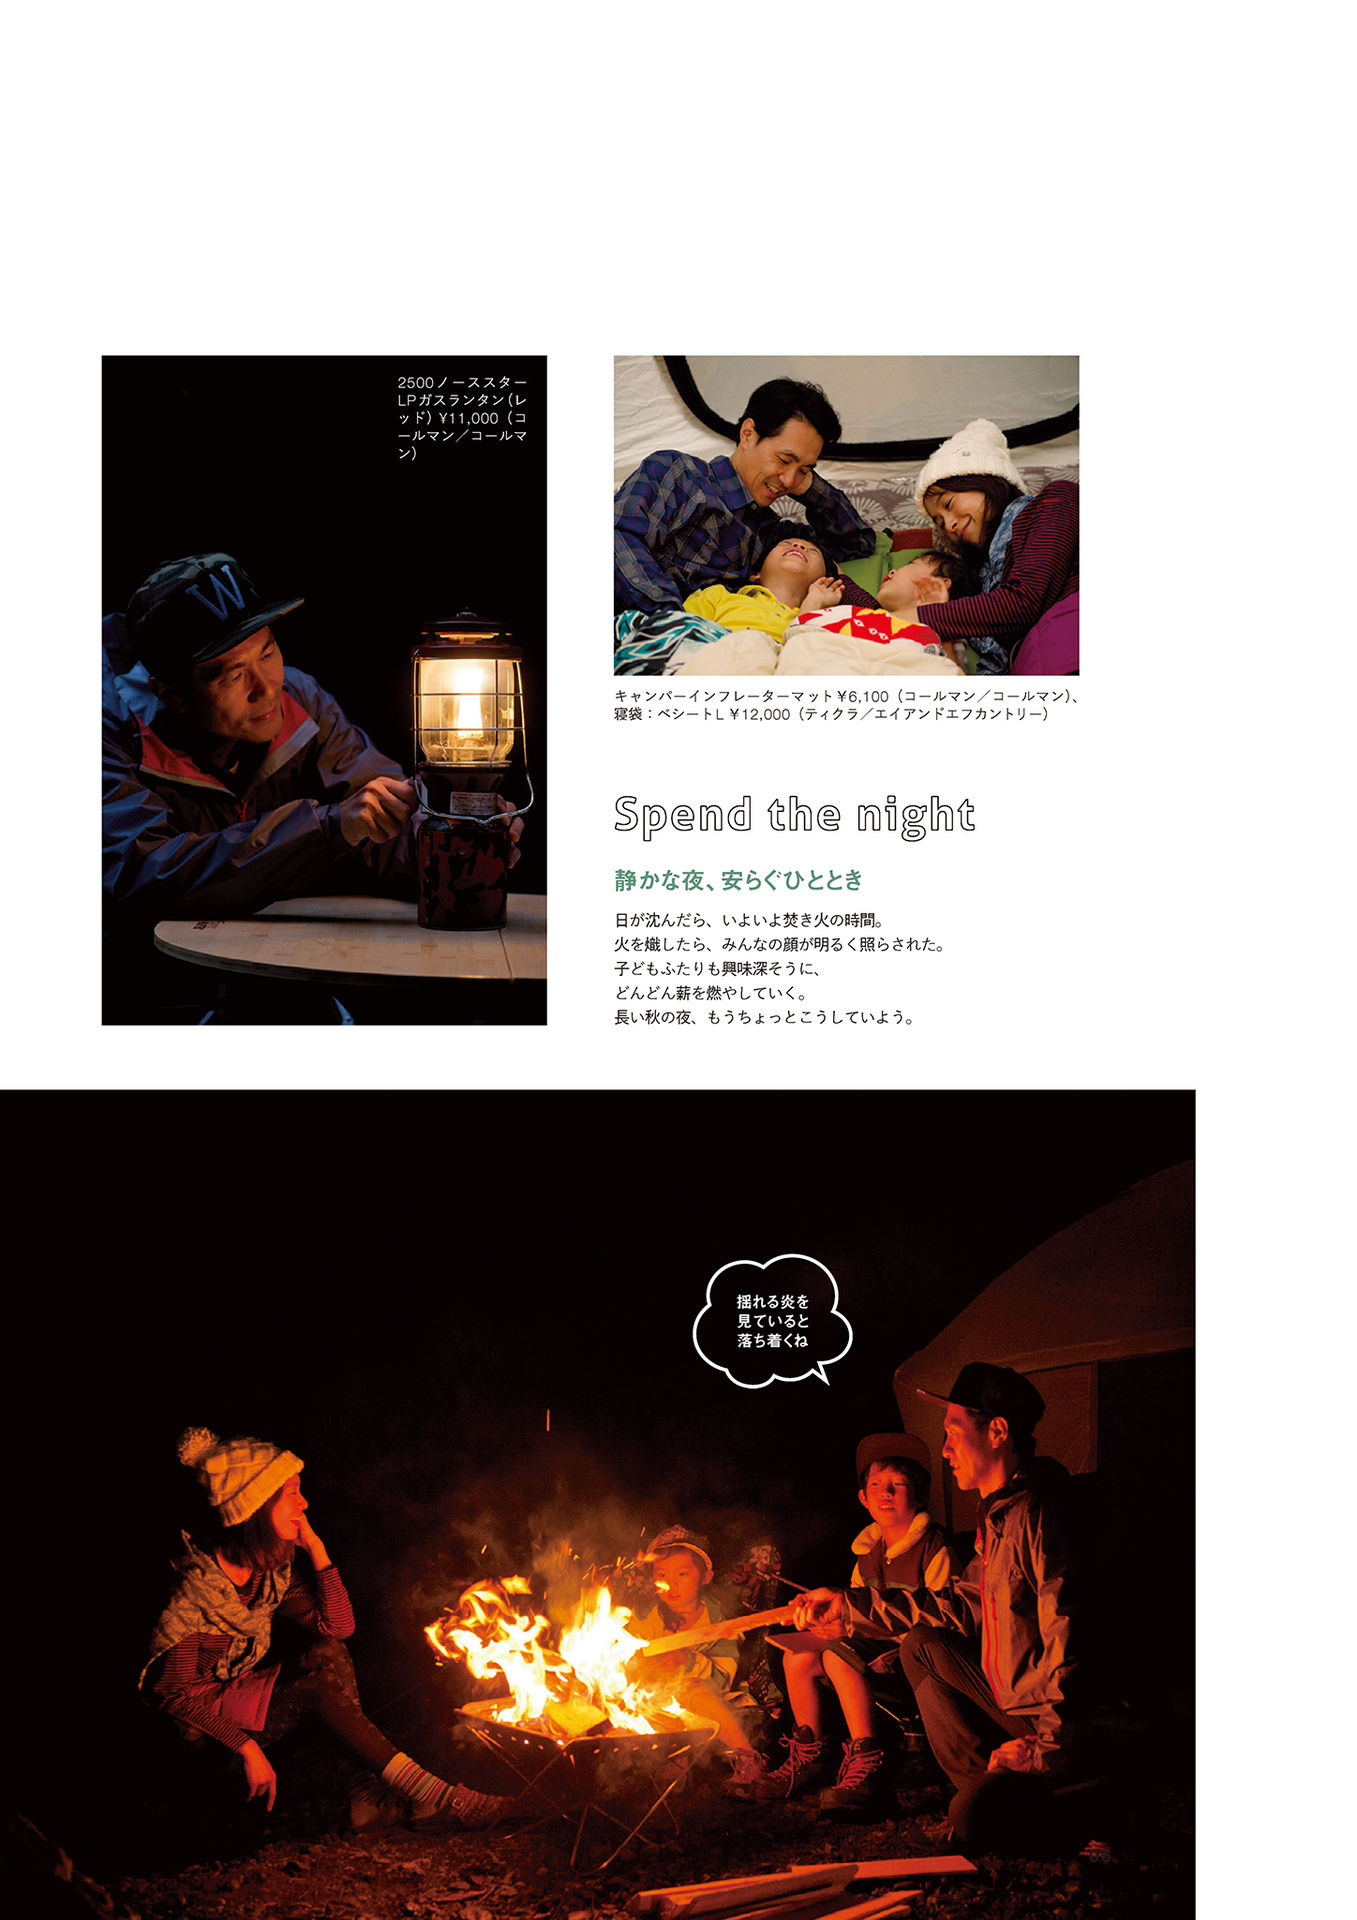 2500ノーススター
LPガスランタン（レ
ッド）¥11,000（コ
ールマン／コールマ
ン）
W
キャンパーインフレーターマット¥6,100（コールマン／コールマン）、
寝袋：ベシートL ¥12,000（ティクラ／エイアンドエフカントリー）
Spend the night
静かな夜、安らぐひととき
日が沈んだら、いよいよ焚き火の時間。
火を熾したら、みんなの顔が明るく照らされた。
子どもふたりも興味深そうに、
どんどん薪を燃やしていく。
長い秋の夜、もうちょっとこうしていよう。
揺れる炎を
見ていると
落ち着くね